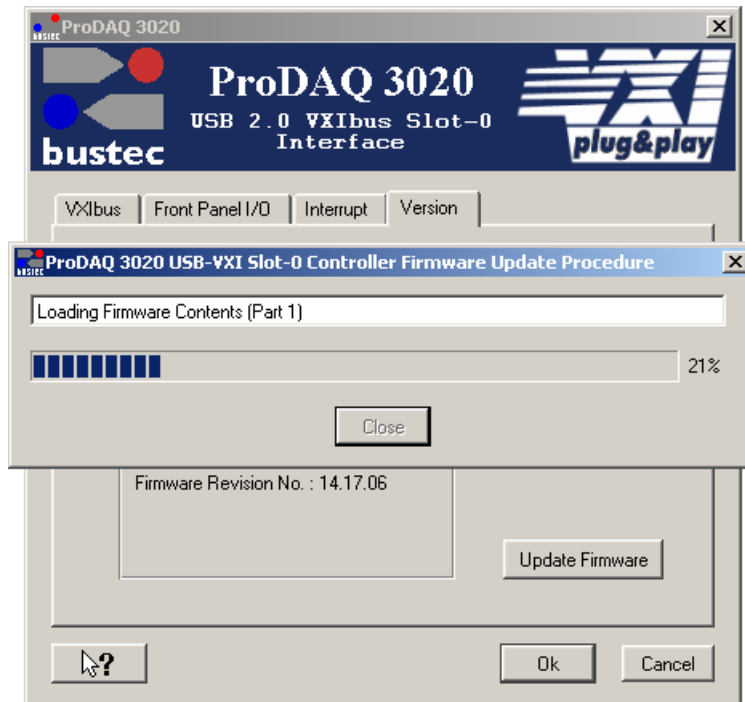 bustec
ProDAQ 3020
ProDAQ 3020
USB 2.0 VXIbus Slot-0
Interface
bustec
VXI
plug&play
VXIbus
Front Panel I/O
Interrupt
Version
bustec
ProDAQ 3020 USB-VXI Slot-0 Controller Firmware Update Procedure
Loading Firmware Contents (Part 1)
21%
Close
Firmware Revision No. : 14.17.06
Update Firmware
?
Ok
Cancel